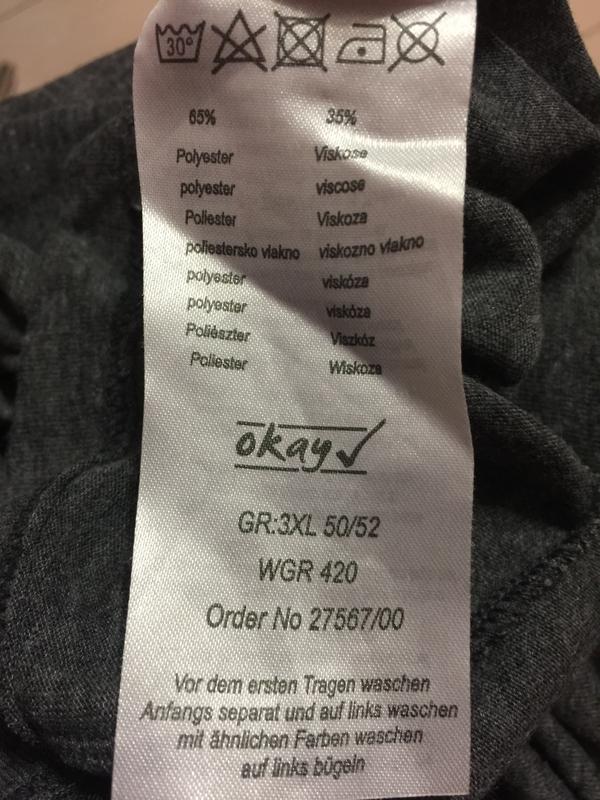 30°
65% 35%
Polyester Viskose
polyester viscose
Poliester Viskoza
poliestersko vlakno viskozno vlakno
polyester viskóza
polyester viskóza
Poliészter Viszkóz
Poliester Wiskoza
okay
GR:3XL 50/52
WGR 420
Order No 27567/00
Vor dem ersten Tragen waschen
Anfangs separat und auf links waschen
mit ähnlichen Farben waschen
auf links bügeln